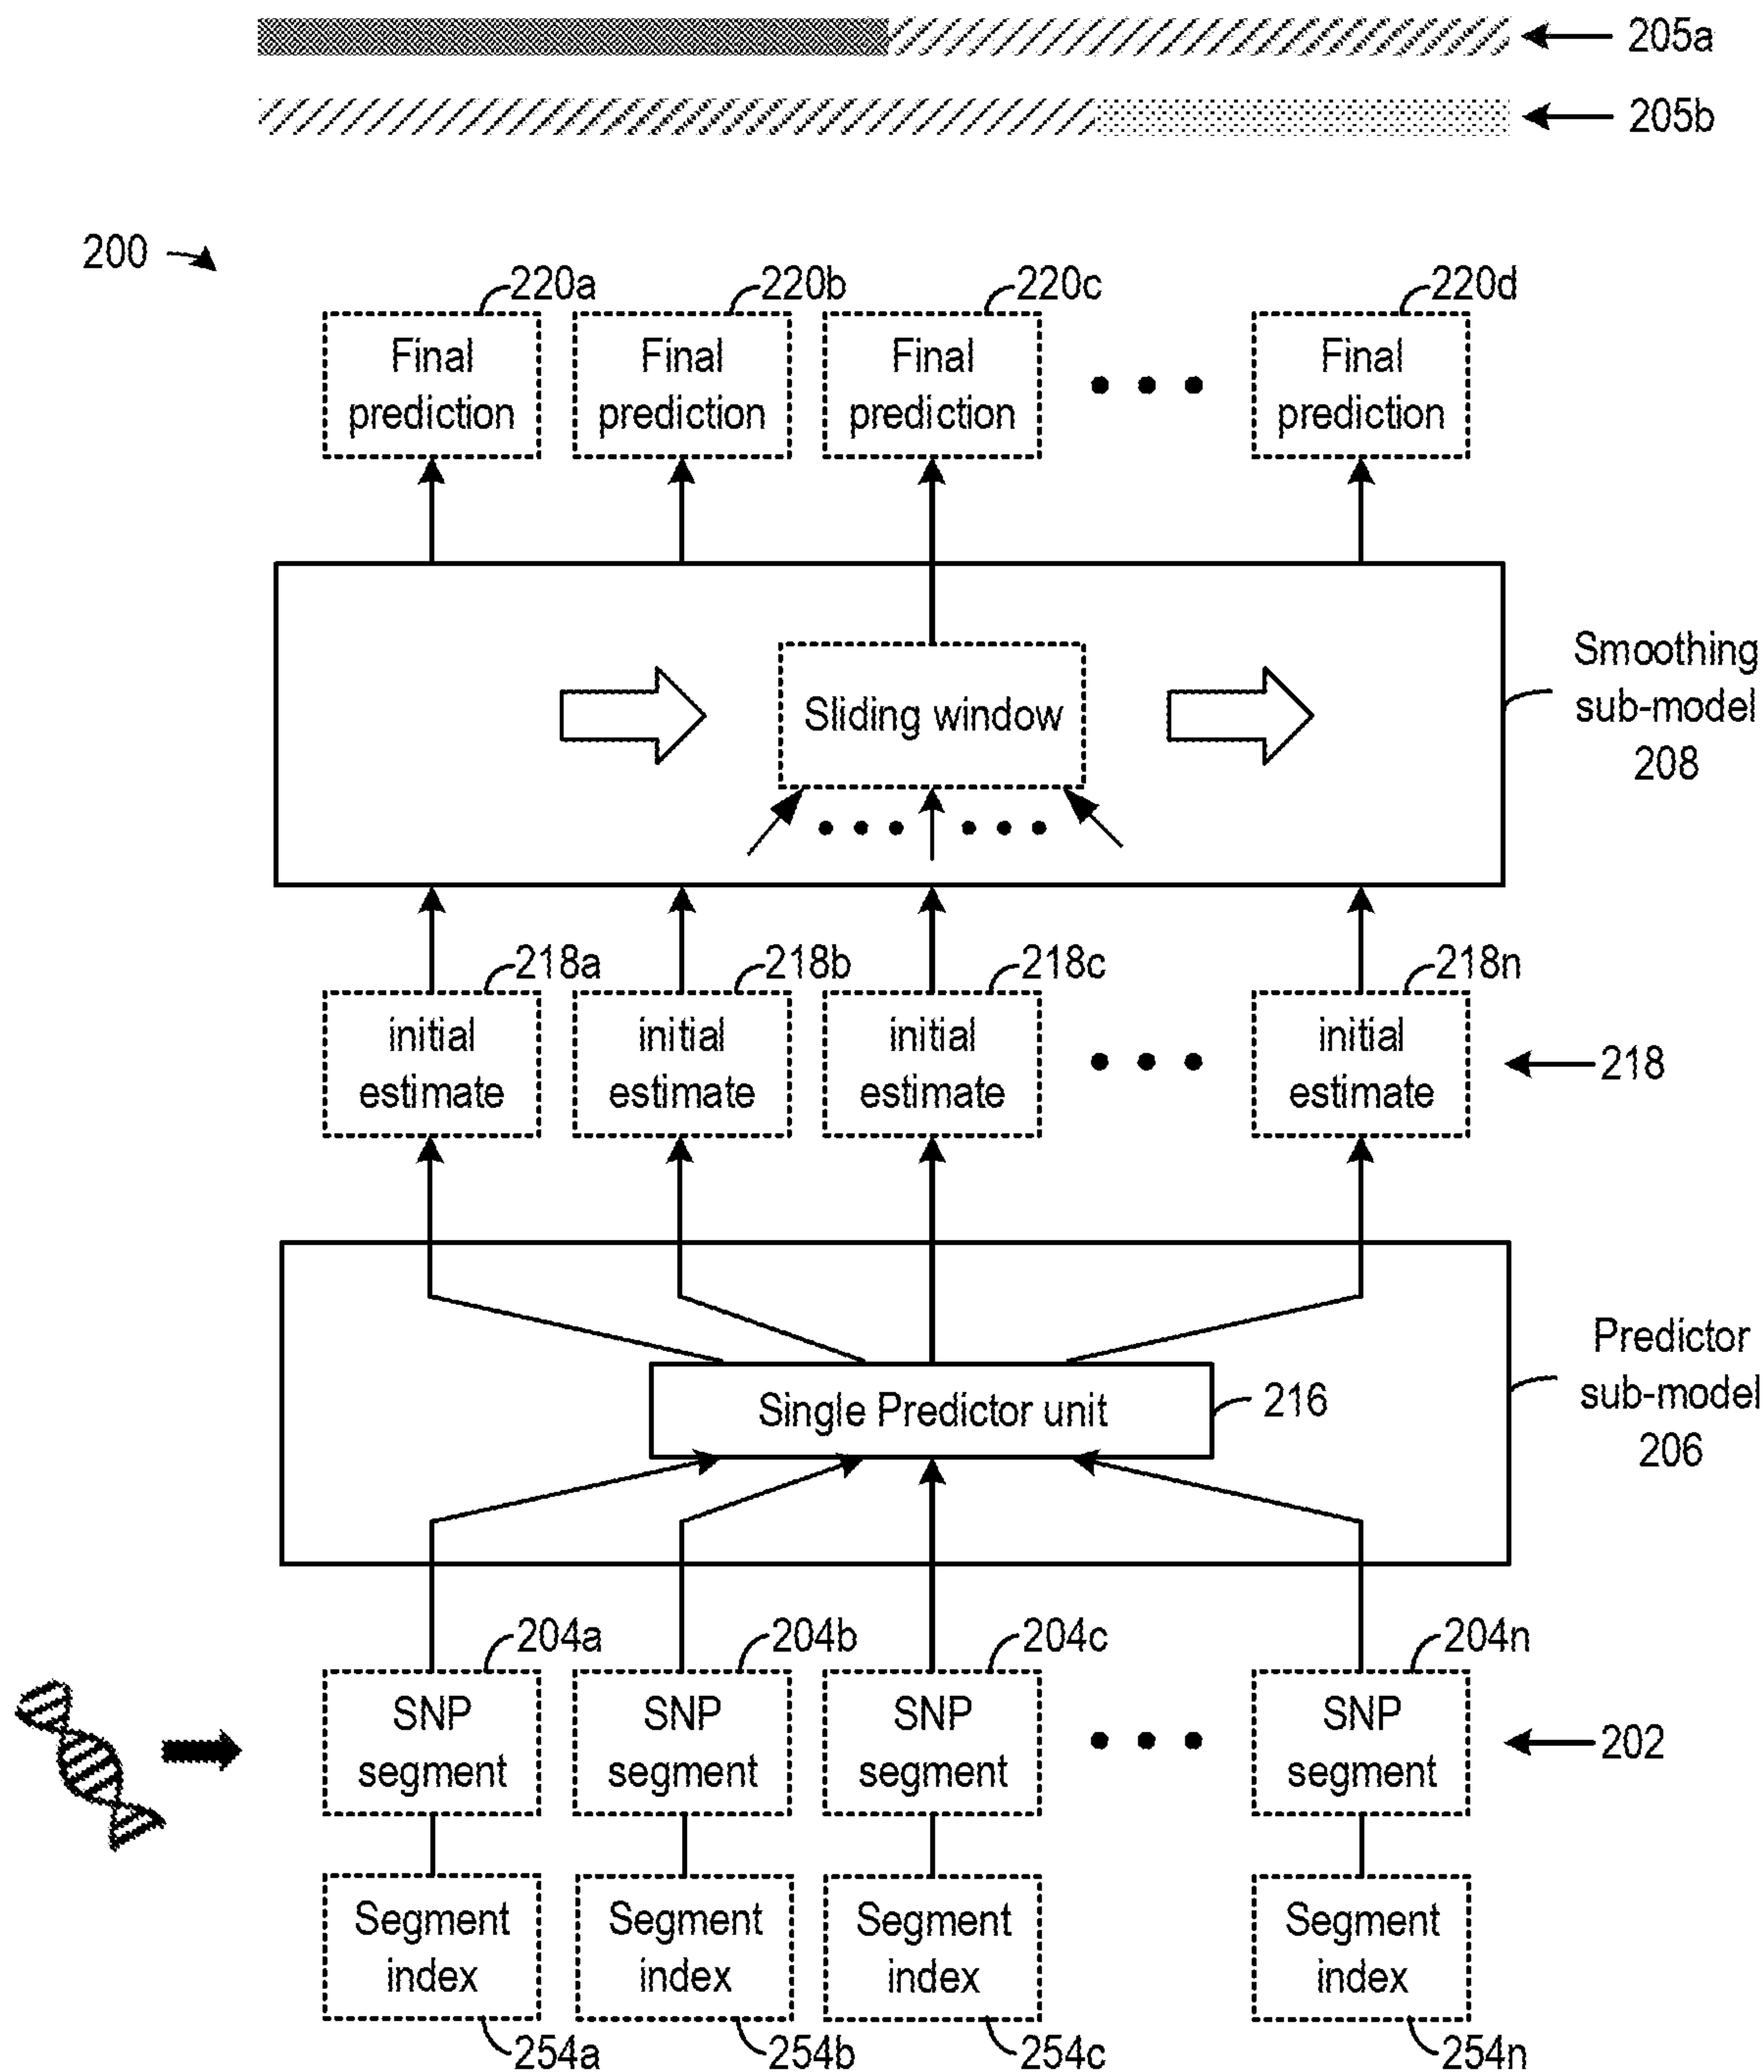 205a
205b
200
220a 220b 220c 220d
Final Final Final Final
prediction prediction prediction prediction
Smoothing
sub-model
208
Sliding window
218a 218b 218c 218n
initial initial initial initial
estimate estimate estimate estimate
218
Predictor
sub-model
206
Single Predictor unit
216
204a 204b 204c 204n
SNP SNP SNP SNP
segment segment segment segment
202
Segment Segment Segment Segment
index index index index
254a 254b 254c 254n